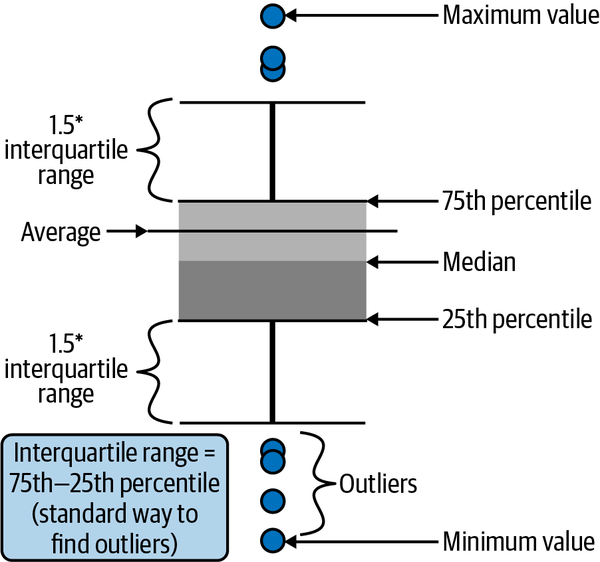 Maximum value
1.5*
interquartile
range
75th percentile
Average
Median
25th percentile
1.5*
interquartile
range
Interquartile range =
75th—25th percentile
(standard way to
find outliers)
Outliers
Minimum value